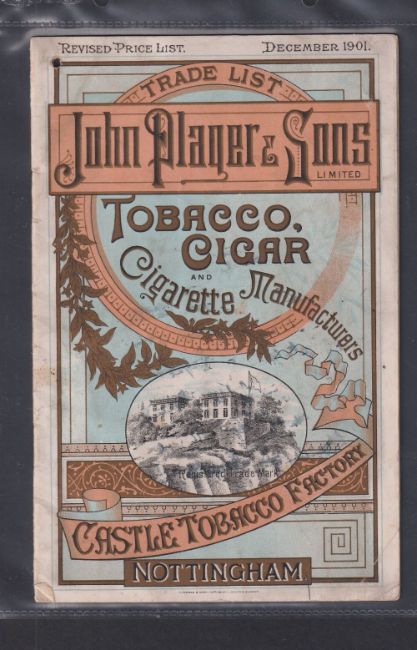 REVISED PRICE LIST. DECEMBER 1901.
TRADE LIST
John Player & Sons
LIMITED
TOBACCO,
CIGAR
AND
Cigarette Manufacturers
Registered Trade Mark
CASTLE TOBACCO FACTORY
NOTTINGHAM.